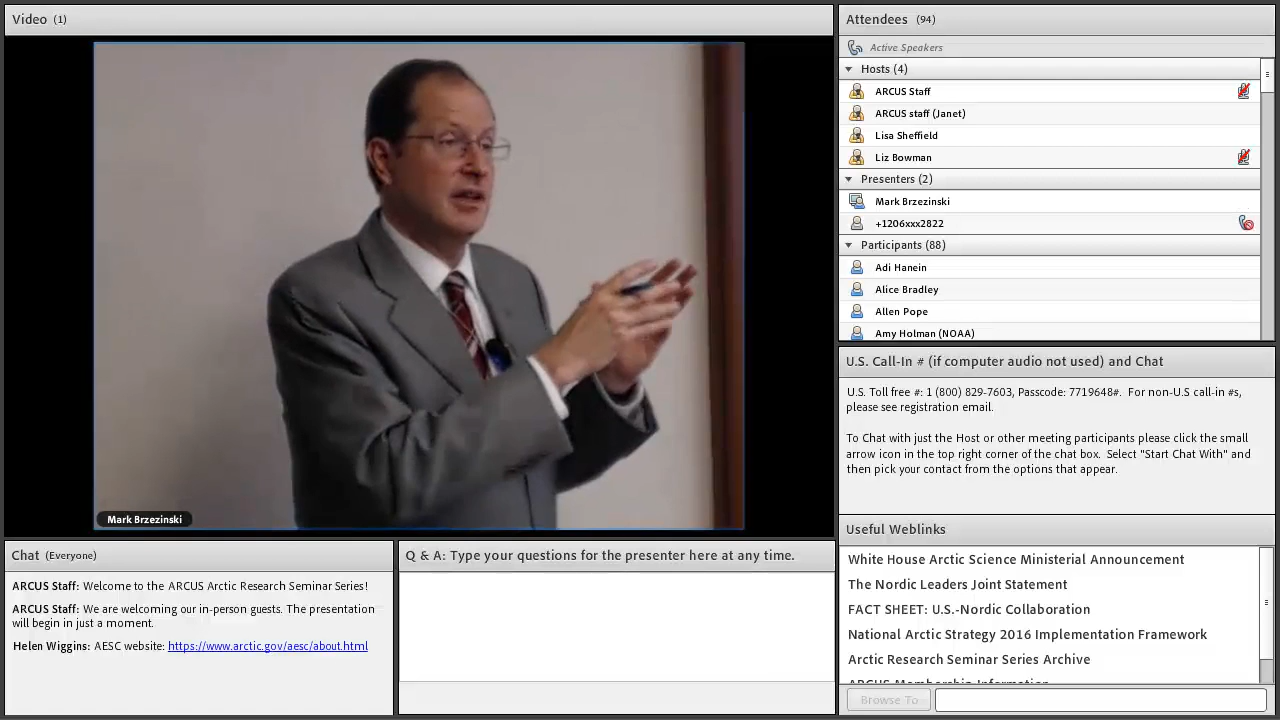 Video (1)
Mark Brzezinski
Attendees (94)
Active Speakers
Hosts (4)
ARCUS Staff
ARCUS staff (Janet)
Lisa Sheffield
Liz Bowman
Presenters (2)
Mark Brzezinski
+1206xxx2822
Participants (88)
Adi Hanein
Alice Bradley
Allen Pope
Amy Holman (NOAA)
U.S. Call-In # (if computer audio not used) and Chat
U.S. Toll free #: 1 (800) 829-7603, Passcode: 7719648#. For non-U.S call-in #s,
please see registration email.
To Chat with just the Host or other meeting participants please click the small
arrow icon in the top right corner of the chat box. Select "Start Chat With" and
then pick your contact from the options that appear.
Chat (Everyone)
ARCUS Staff: Welcome to the ARCUS Arctic Research Seminar Series!
ARCUS Staff: We are welcoming our in-person guests. The presentation
will begin in just a moment.
Helen Wiggins: AESC website: https://www.arctic.gov/aesc/about.html
Q & A: Type your questions for the presenter here at any time.
Useful Weblinks
White House Arctic Science Ministerial Announcement
The Nordic Leaders Joint Statement
FACT SHEET: U.S.-Nordic Collaboration
National Arctic Strategy 2016 Implementation Framework
Arctic Research Seminar Series Archive
ARCUS Membership Information
Browse To